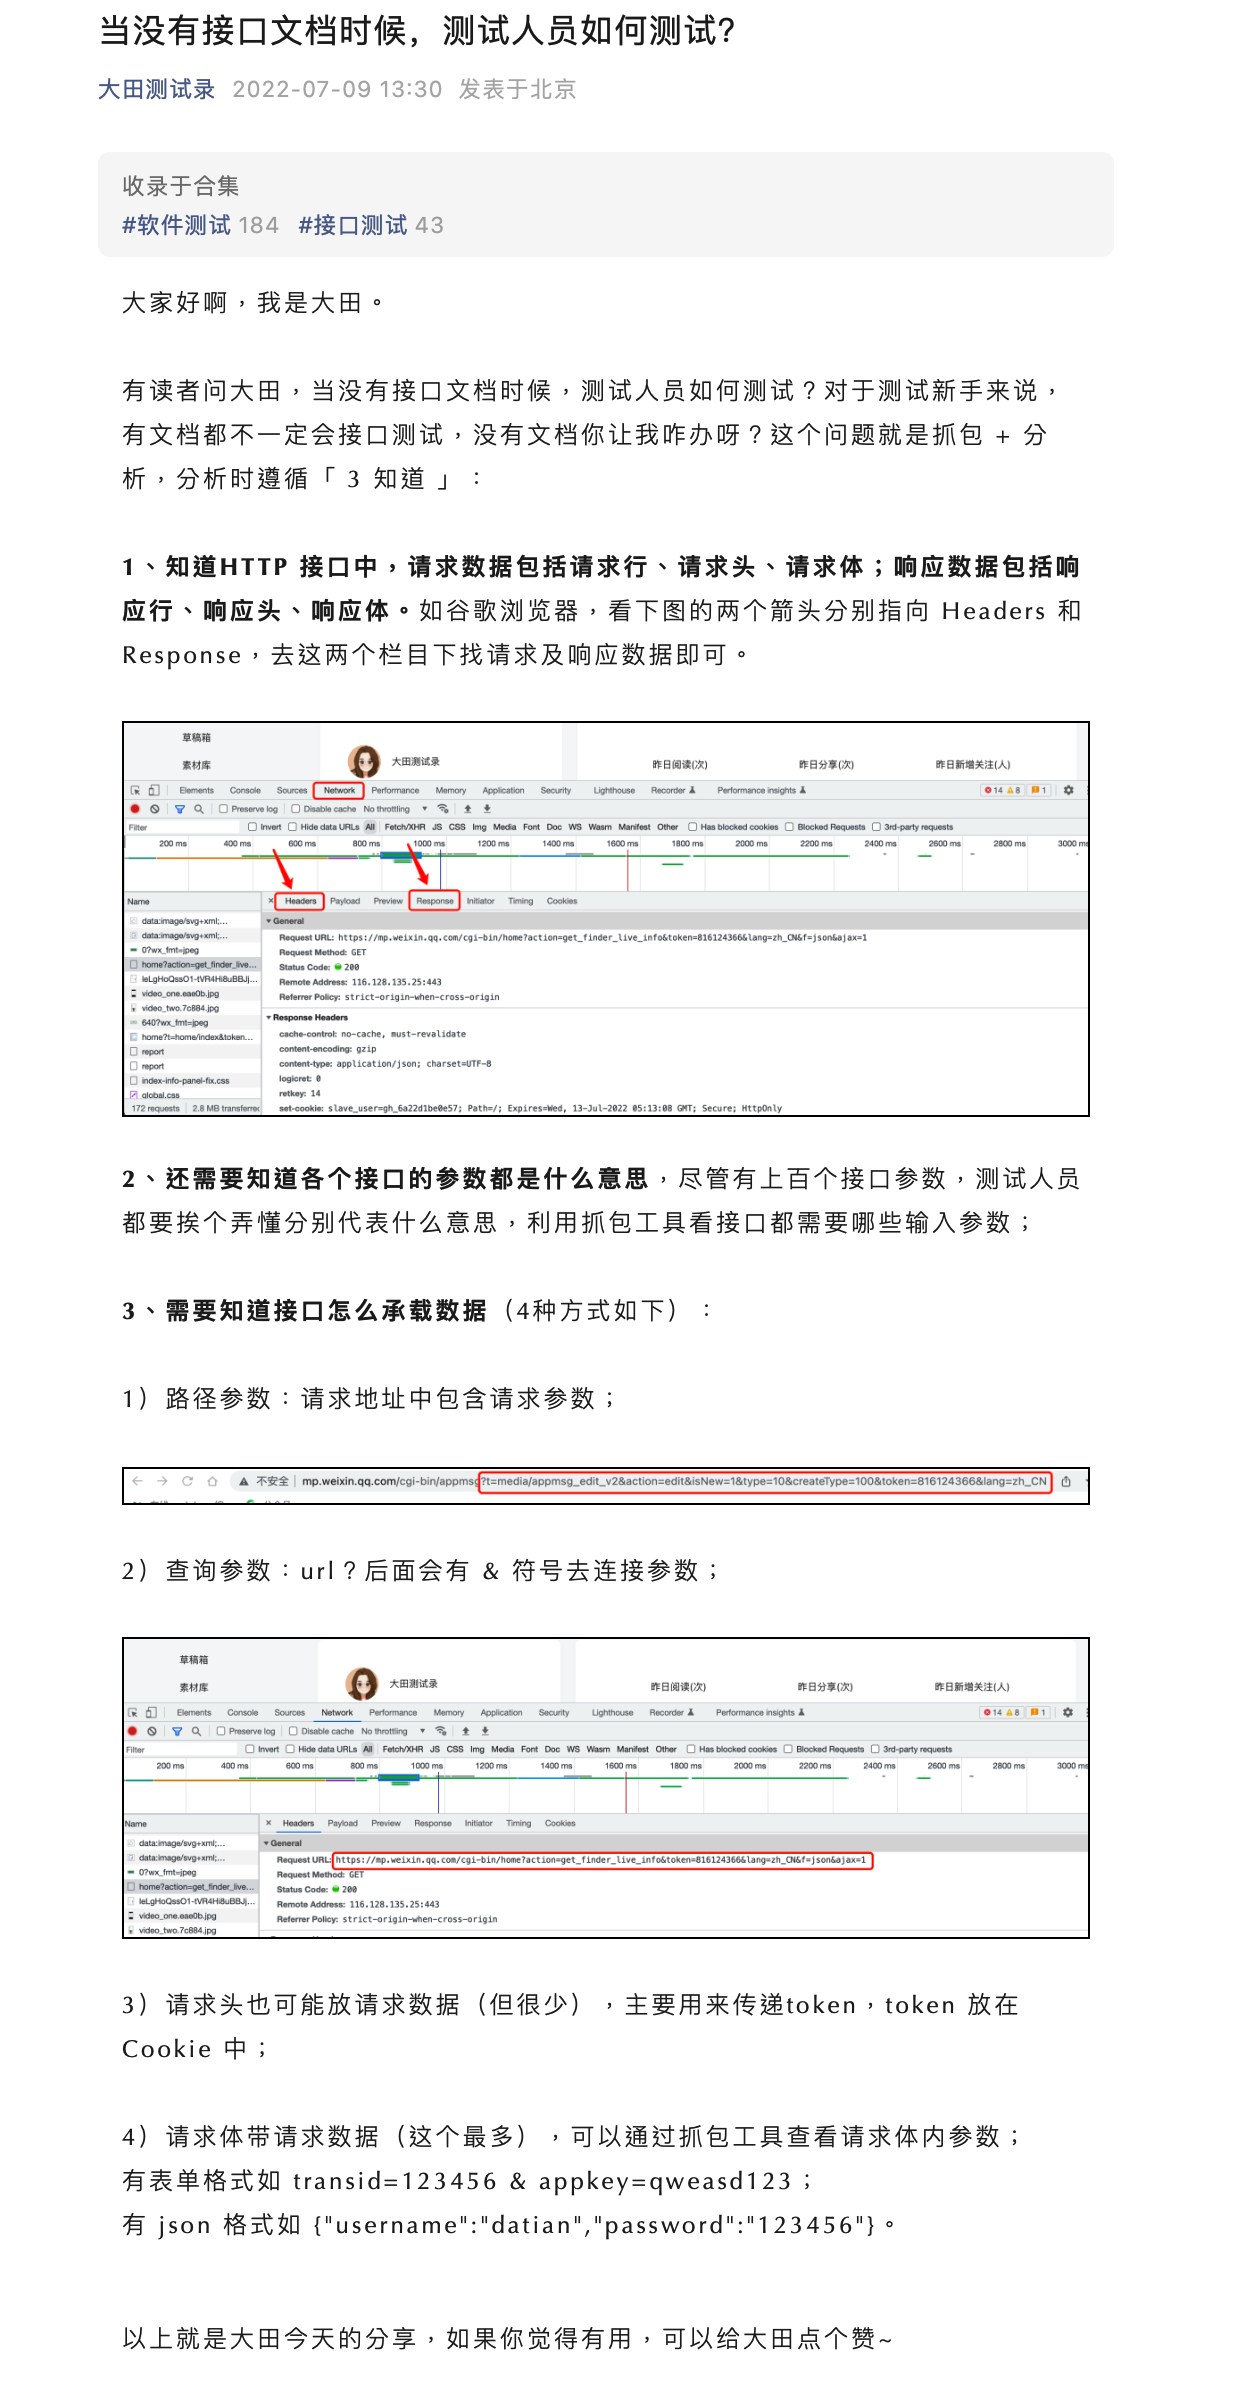 当没有接口文档时候，测试人员如何测试？
大田测试录 2022-07-09 13:30 发表于北京
收录于合集
#软件测试 184 #接口测试 43
大家好啊，我是大田。
有读者问大田，当没有接口文档时候，测试人员如何测试？对于测试新手来说，
有文档都不一定会接口测试，没有文档你让我咋办呀？这个问题就是抓包 + 分
析，分析时遵循「 3 知道 」：
1、知道HTTP 接口中，请求数据包括请求行、请求头、请求体；响应数据包括响
应行、响应头、响应体。如谷歌浏览器，看下图的两个箭头分别指向 Headers 和
Response，去这两个栏目下找请求及响应数据即可。
草稿箱
大田测试录
素材库 昨日阅读(次) 昨日分享(次) 昨日新增关注(人)
Elements Console Sources Network Performance Memory Application Security Lighthouse Recorder Performance insights 14 8 1
Preserve log Disable cache No throttling
Filter Invert Hide data URLs All Fetch/XHR JS CSS Img Media Font Doc WS Wasm Manifest Other Has blocked cookies Blocked Requests 3rd-party requests
200 ms 400 ms 600 ms 800 ms 1000 ms 1200 ms 1400 ms 1600 ms 1800 ms 2000 ms 2200 ms 2400 ms 2600 ms 2800 ms 3000 ms
Name × Headers Payload Preview Response Initiator Timing Cookies
data:image/svg+xml;... General
data:image/svg+xml;... Request URL: https://mp.weixin.qq.com/cgi-bin/home?action=get_finder_live_info&token=816124366&lang=zh_CN&f=json&ajax=1
0?wx_fmt=jpeg Request Method: GET
home?action=get_finder_live... Status Code: 200
Remote Address: 116.128.135.25:443
video_one.eae0b.jpg Referrer Policy: strict-origin-when-cross-origin
video_two.7c884.jpg
640?wx_fmt=jpeg Response Headers
home?t=home/index&token... cache-control: no-cache, must-revalidate
report content-encoding: gzip
report content-type: application/json; charset=UTF-8
index-info-panel-fix.css logicret: 0
global.css retkey: 14
172 requests 2.8 MB transferred set-cookie: slave_user=gh_6a22d1be0e57; Path=/; Expires=Wed, 13-Jul-2022 05:13:08 GMT; Secure; HttpOnly
2、还需要知道各个接口的参数都是什么意思，尽管有上百个接口参数，测试人员
都要挨个弄懂分别代表什么意思，利用抓包工具看接口都需要哪些输入参数；
3、需要知道接口怎么承载数据（4种方式如下）：
1）路径参数：请求地址中包含请求参数；
不安全 mp.weixin.qq.com/cgi-bin/appmsg?t=media/appmsg_edit_v2&action=edit&isNew=1&type=10&createType=100&token=816124366&lang=zh_CN
2）查询参数：url？后面会有 & 符号去连接参数；
草稿箱
大田测试录
素材库 昨日阅读(次) 昨日分享(次) 昨日新增关注(人)
Elements Console Sources Network Performance Memory Application Security Lighthouse Recorder Performance insights 14 8 1
Preserve log Disable cache No throttling
Filter Invert Hide data URLs All Fetch/XHR JS CSS Img Media Font Doc WS Wasm Manifest Other Has blocked cookies Blocked Requests 3rd-party requests
200 ms 400 ms 600 ms 800 ms 1000 ms 1200 ms 1400 ms 1600 ms 1800 ms 2000 ms 2200 ms 2400 ms 2600 ms 2800 ms 3000 ms
Name × Headers Payload Preview Response Initiator Timing Cookies
data:image/svg+xml;... General
data:image/svg+xml;... Request URL: https://mp.weixin.qq.com/cgi-bin/home?action=get_finder_live_info&token=816124366&lang=zh_CN&f=json&ajax=1
0?wx_fmt=jpeg Request Method: GET
home?action=get_finder_live... Status Code: 200
Remote Address: 116.128.135.25:443
video_one.eae0b.jpg Referrer Policy: strict-origin-when-cross-origin
video_two.7c884.jpg
3）请求头也可能放请求数据（但很少），主要用来传递token，token 放在
Cookie 中；
4）请求体带请求数据（这个最多），可以通过抓包工具查看请求体内参数；
有表单格式如 transid=123456 & appkey=qweasd123；
有 json 格式如 {"username":"datian","password":"123456"}。
以上就是大田今天的分享，如果你觉得有用，可以给大田点个赞~